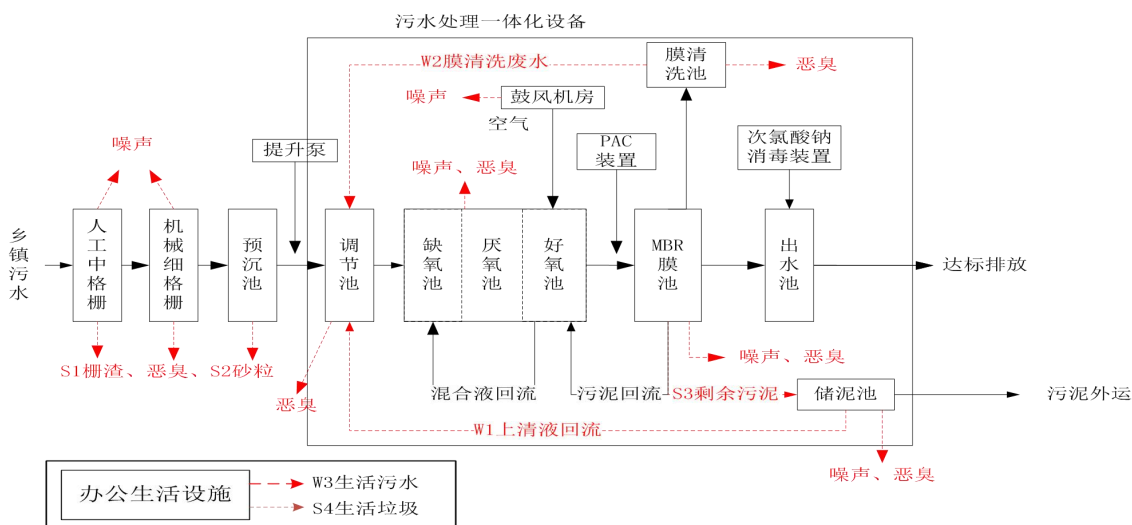 污水处理一体化设备
W2膜清洗废水
膜清
洗池
恶臭
噪声
鼓风机房
空气
PAC
装置
次氯酸钠
消毒装置
噪声
提升泵
噪声、恶臭
乡镇污水
人工中格栅
机械细格栅
预沉池
调节池
缺氧池
厌氧池
好氧池
MBR
膜池
出水池
达标排放
S1栅渣、恶臭、S2砂粒
恶臭
混合液回流
污泥回流
S3剩余污泥
噪声、恶臭
储泥池
污泥外运
W1上清液回流
噪声、恶臭
办公生活设施
W3生活污水
S4生活垃圾